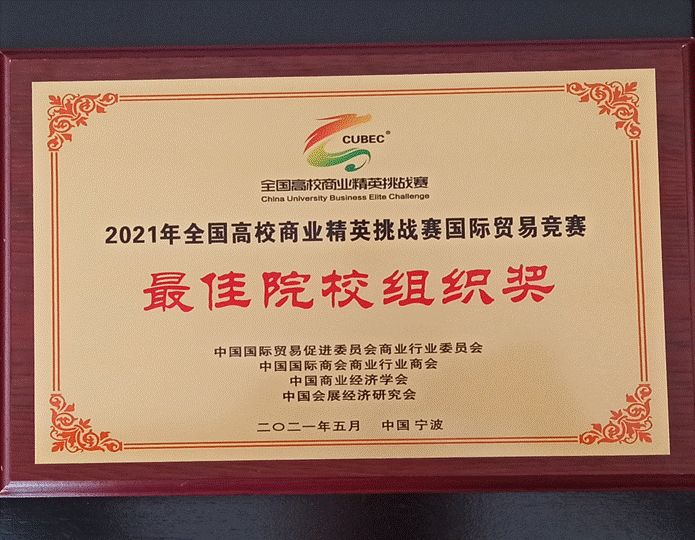 CUBEC®
全国高校商业精英挑战赛
China University Business Elite Challenge
2021年全国高校商业精英挑战赛国际贸易竞赛
最佳院校组织奖
中国国际贸易促进委员会商业行业委员会
中国国际商会商业行业商会
中国商业经济学会
中国会展经济研究会
二〇二一年五月 中国 宁波